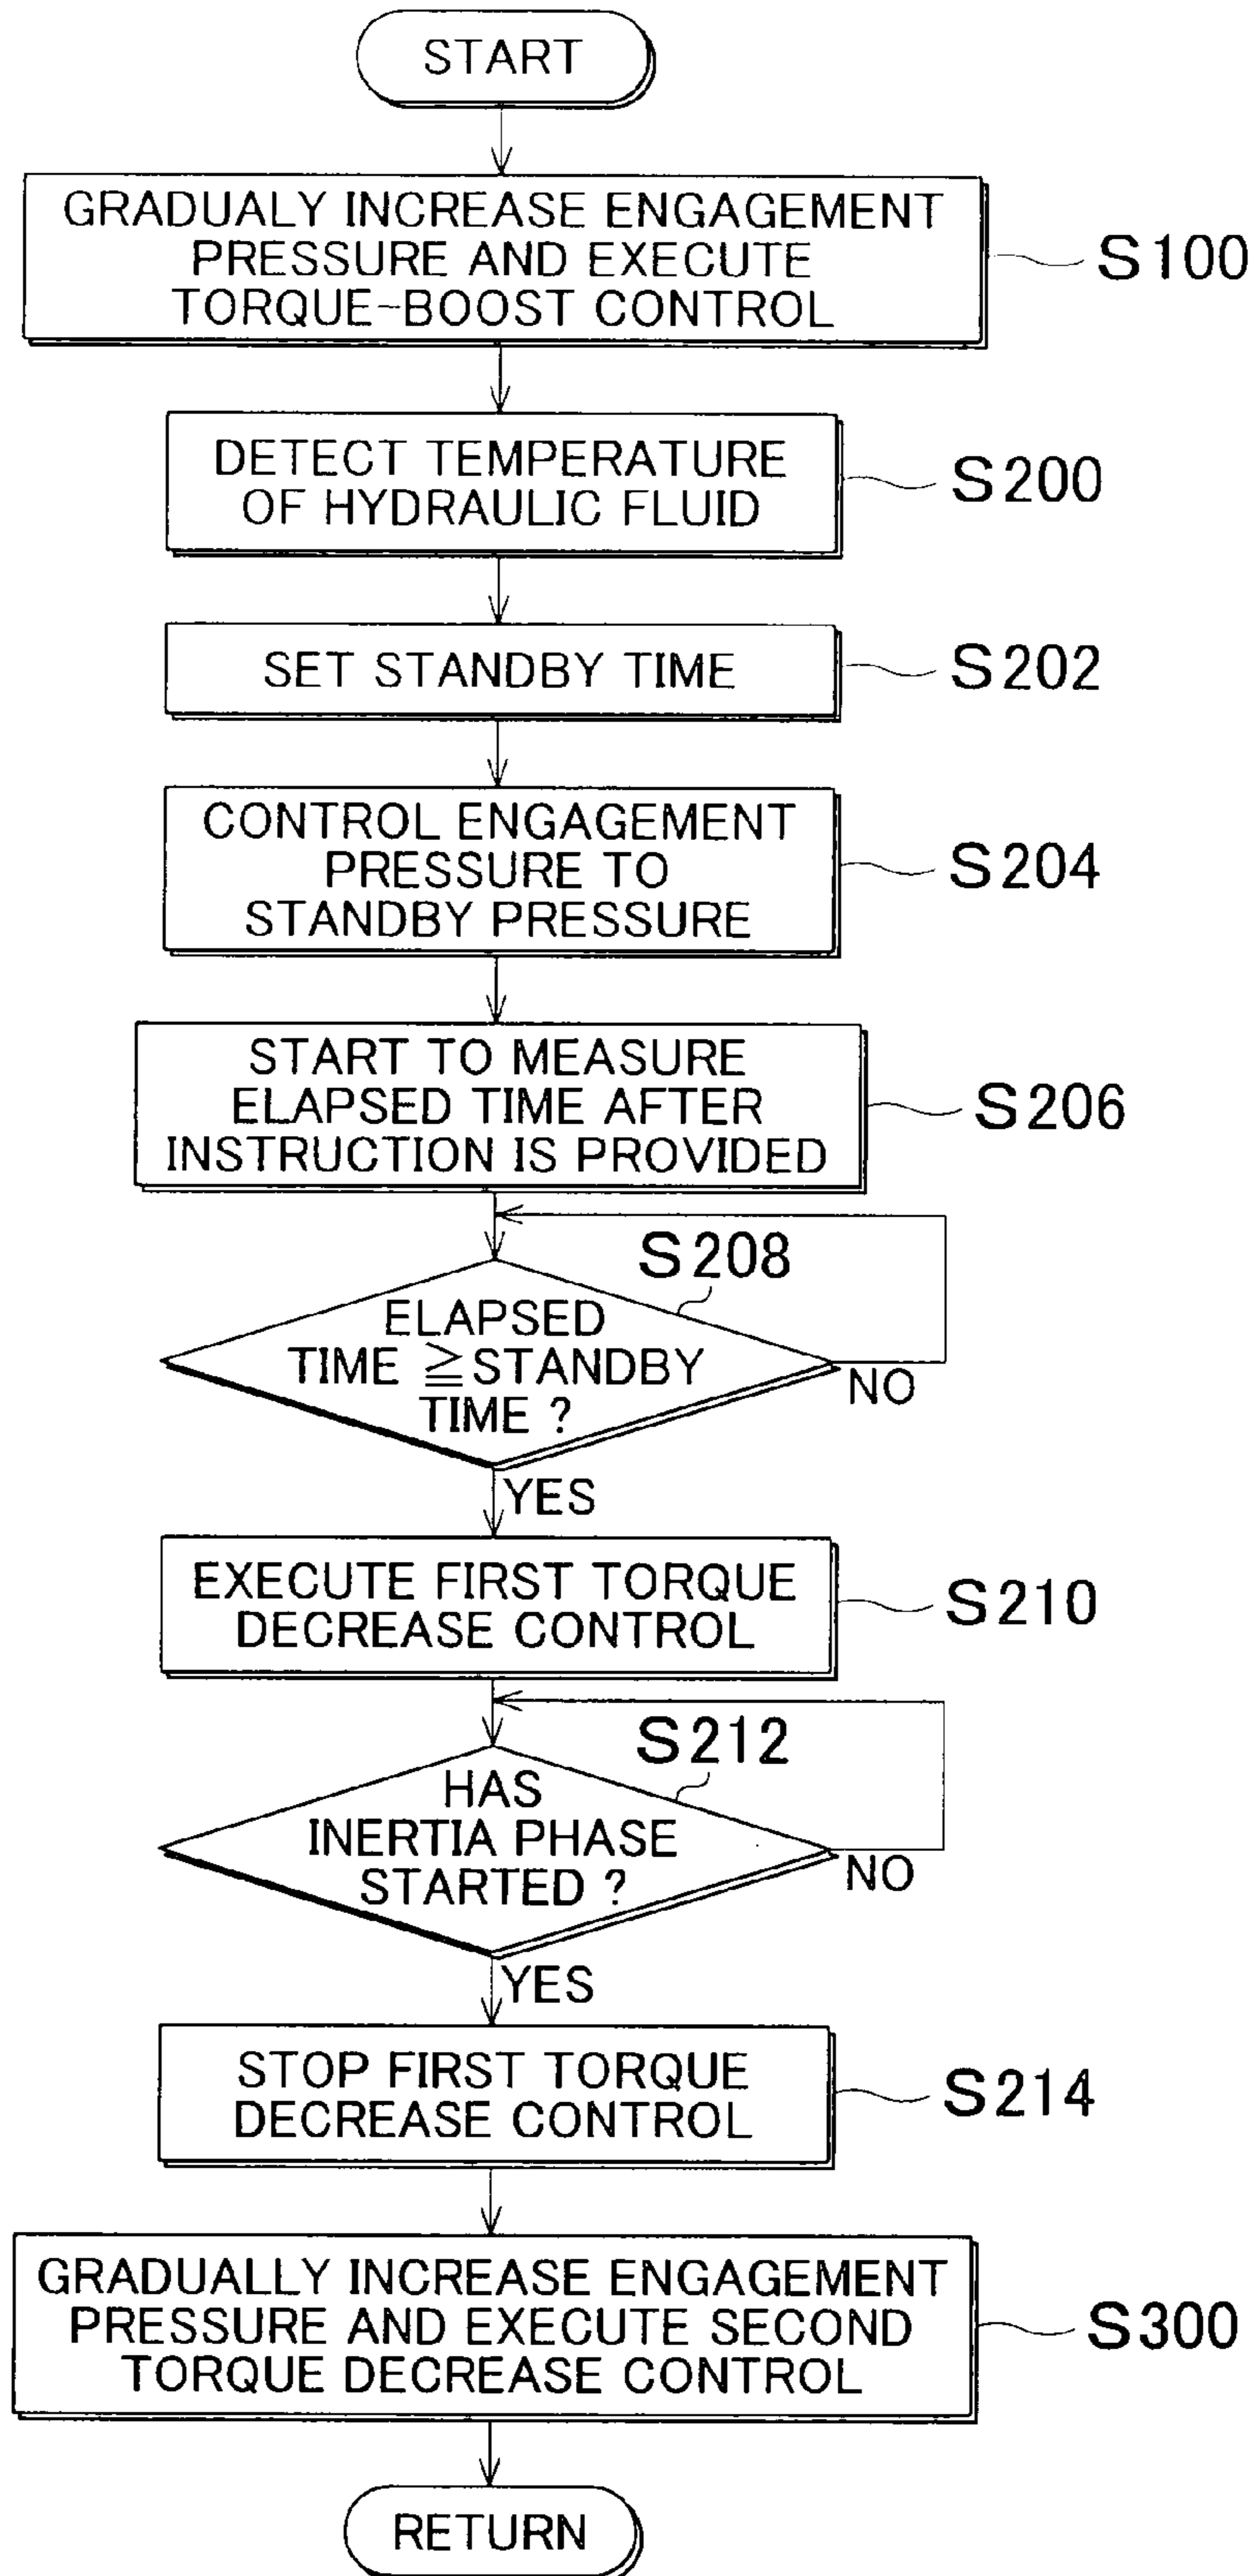 START
GRADUALY INCREASE ENGAGEMENT
PRESSURE AND EXECUTE
TORQUE-BOOST CONTROL
S100
DETECT TEMPERATURE
OF HYDRAULIC FLUID
S200
SET STANDBY TIME
S202
CONTROL ENGAGEMENT
PRESSURE TO
STANDBY PRESSURE
S204
START TO MEASURE
ELAPSED TIME AFTER
INSTRUCTION IS PROVIDED
S206
S208
ELAPSED
TIME ≧ STANDBY
TIME ?
NO
YES
EXECUTE FIRST TORQUE
DECREASE CONTROL
S210
S212
HAS
INERTIA PHASE
STARTED ?
NO
YES
STOP FIRST TORQUE
DECREASE CONTROL
S214
GRADUALLY INCREASE ENGAGEMENT
PRESSURE AND EXECUTE SECOND
TORQUE DECREASE CONTROL
S300
RETURN